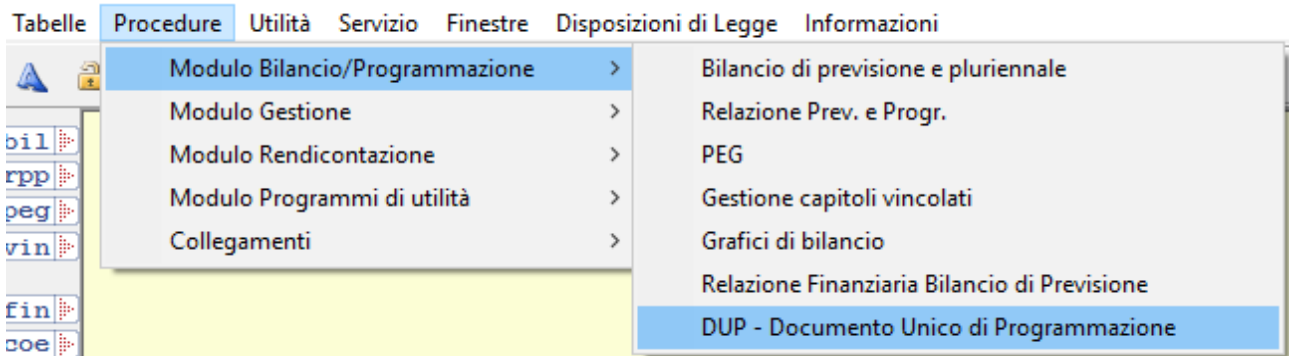 Tabelle Procedure Utilità Servizio Finestre Disposizioni di Legge Informazioni
Modulo Bilancio/Programmazione
Modulo Gestione
Modulo Rendicontazione
Modulo Programmi di utilità
Collegamenti
Bilancio di previsione e pluriennale
Relazione Prev. e Progr.
PEG
Gestione capitoli vincolati
Grafici di bilancio
Relazione Finanziaria Bilancio di Previsione
DUP - Documento Unico di Programmazione
A
bil
rpp
peg
vin
fin
coe